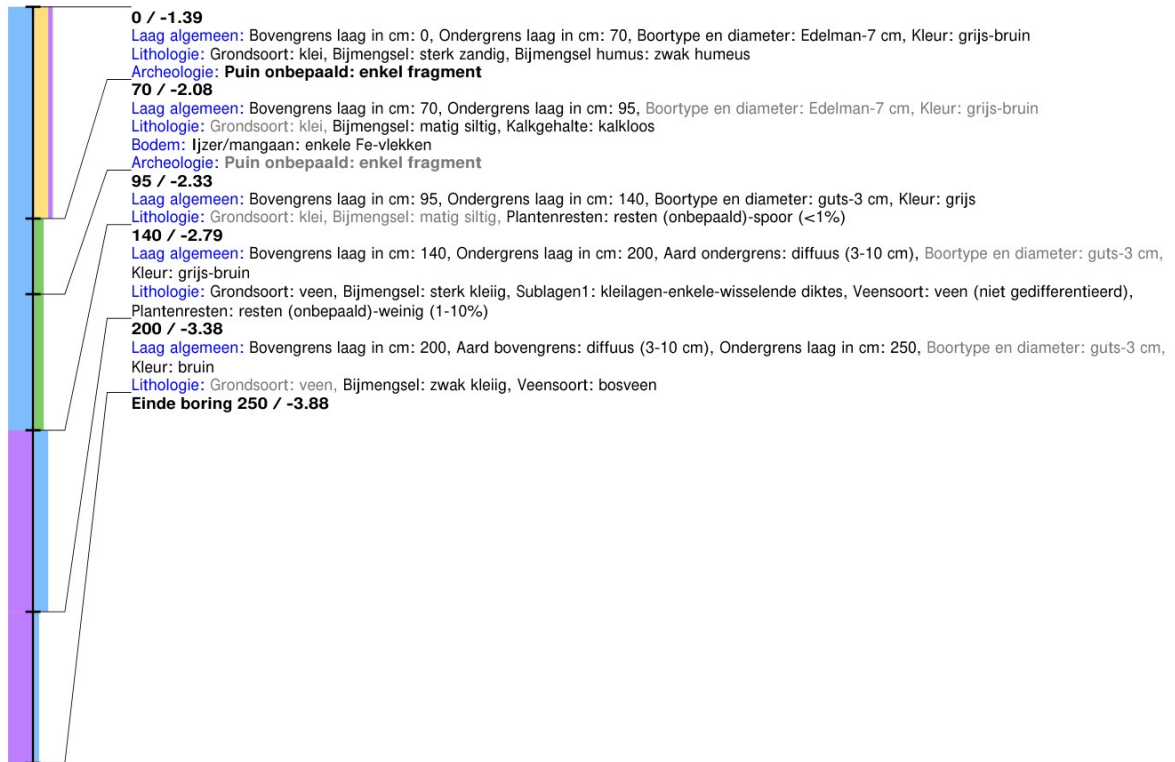 0 / -1.39
Laag algemeen: Bovengrens laag in cm: 0, Ondergrens laag in cm: 70, Boortype en diameter: Edelman-7 cm, Kleur: grijs-bruin
Lithologie: Grondsoort: klei, Bijmengsel: sterk zandig, Bijmengsel humus: zwak humeus
Archeologie: Puin onbepaald: enkel fragment
70 / -2.08
Laag algemeen: Bovengrens laag in cm: 70, Ondergrens laag in cm: 95, Boortype en diameter: Edelman-7 cm, Kleur: grijs-bruin
Lithologie: Grondsoort: klei, Bijmengsel: matig siltig, Kalkgehalte: kalkloos
Bodem: Ijzer/mangaan: enkele Fe-vlekken
Archeologie: Puin onbepaald: enkel fragment
95 / -2.33
Laag algemeen: Bovengrens laag in cm: 95, Ondergrens laag in cm: 140, Boortype en diameter: guts-3 cm, Kleur: grijs
Lithologie: Grondsoort: klei, Bijmengsel: matig siltig, Plantenresten: resten (onbepaald)-spoor (<1%)
140 / -2.79
Laag algemeen: Bovengrens laag in cm: 140, Ondergrens laag in cm: 200, Aard ondergrens: diffuus (3-10 cm), Boortype en diameter: guts-3 cm,
Kleur: grijs-bruin
Lithologie: Grondsoort: veen, Bijmengsel: sterk kleiig, Sublagen1: kleilagen-enkele-wisselende diktes, Veensoort: veen (niet gedifferentieerd),
Plantenresten: resten (onbepaald)-weinig (1-10%)
200 / -3.38
Laag algemeen: Bovengrens laag in cm: 200, Aard bovengrens: diffuus (3-10 cm), Ondergrens laag in cm: 250, Boortype en diameter: guts-3 cm,
Kleur: bruin
Lithologie: Grondsoort: veen, Bijmengsel: zwak kleiig, Veensoort: bosveen
Einde boring 250 / -3.88